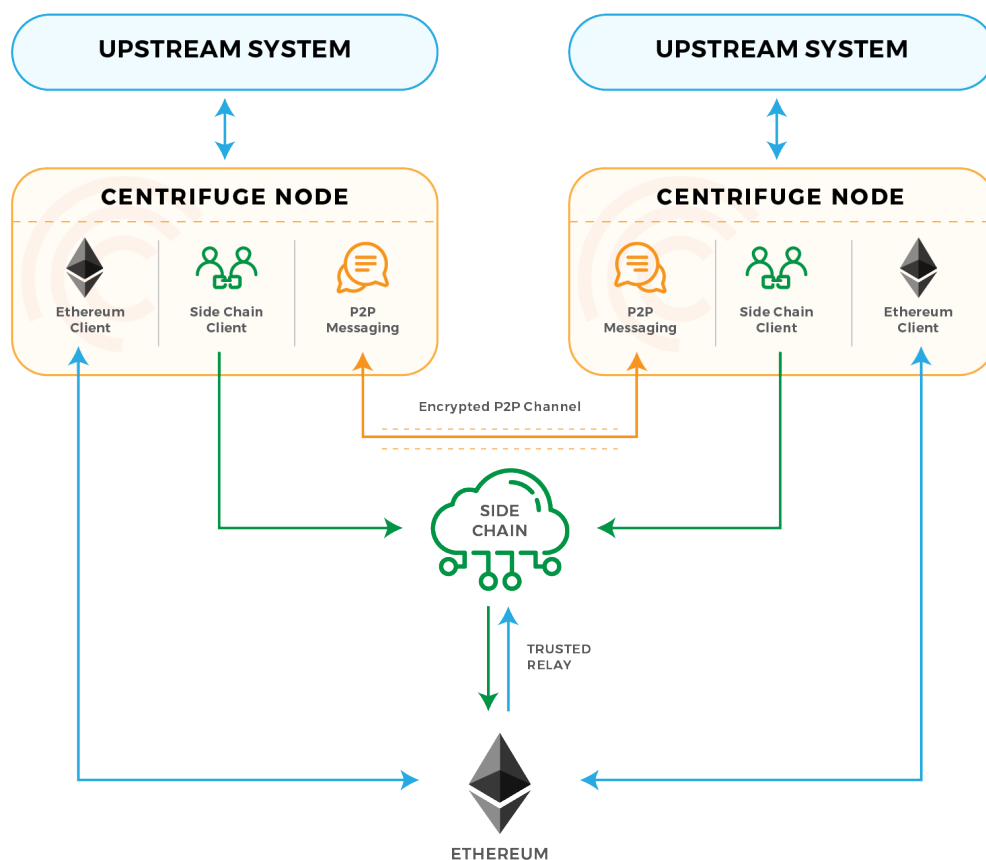 UPSTREAM SYSTEM
UPSTREAM SYSTEM
CENTRIFUGE NODE
Ethereum
Client
Side Chain
Client
P2P
Messaging
CENTRIFUGE NODE
P2P
Messaging
Side Chain
Client
Ethereum
Client
Encrypted P2P Channel
SIDE
CHAIN
TRUSTED
RELAY
ETHEREUM